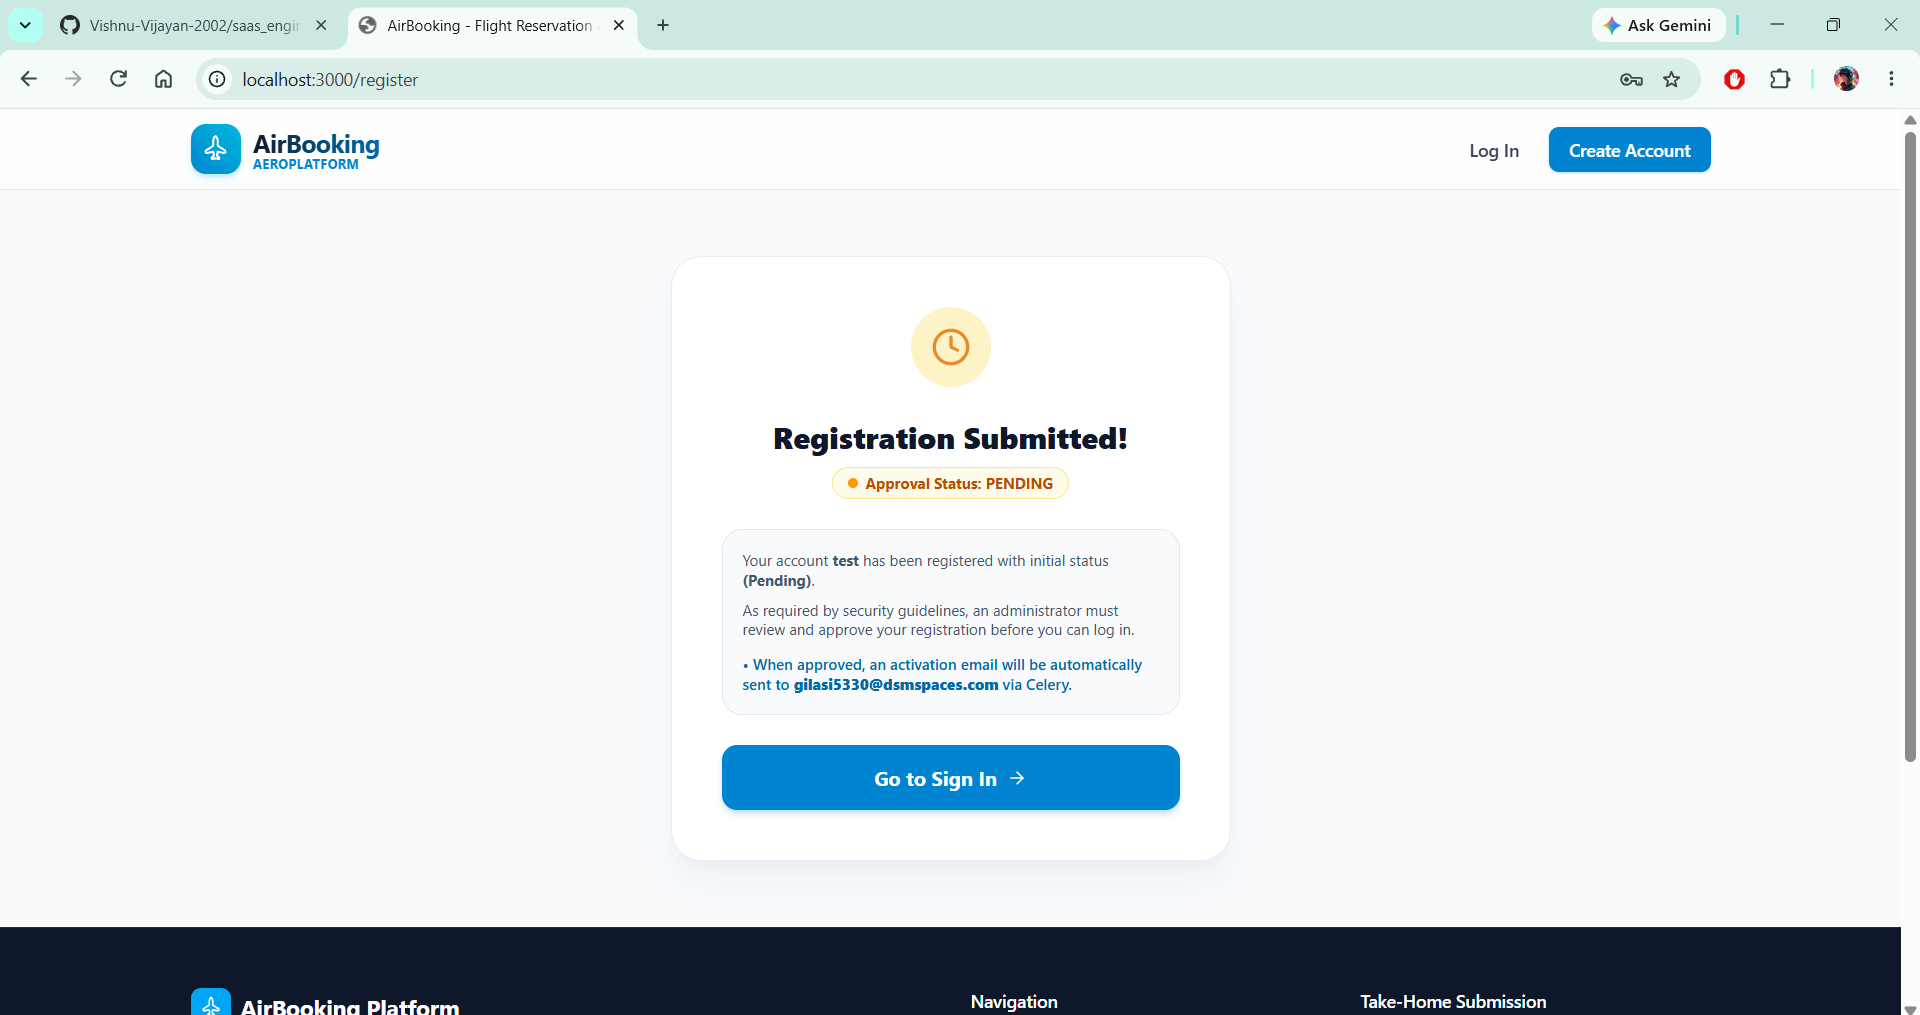 Vishnu-Vijayan-2002/saas_engin
AirBooking - Flight Reservation
Ask Gemini
localhost:3000/register
AirBooking
AEROPLATFORM
Log In
Create Account
Registration Submitted!
Approval Status: PENDING
Your account test has been registered with initial status
(Pending).
As required by security guidelines, an administrator must
review and approve your registration before you can log in.
• When approved, an activation email will be automatically
sent to gilasi5330@dsmspaces.com via Celery.
Go to Sign In →
AirBooking Platform
Navigation
Take-Home Submission